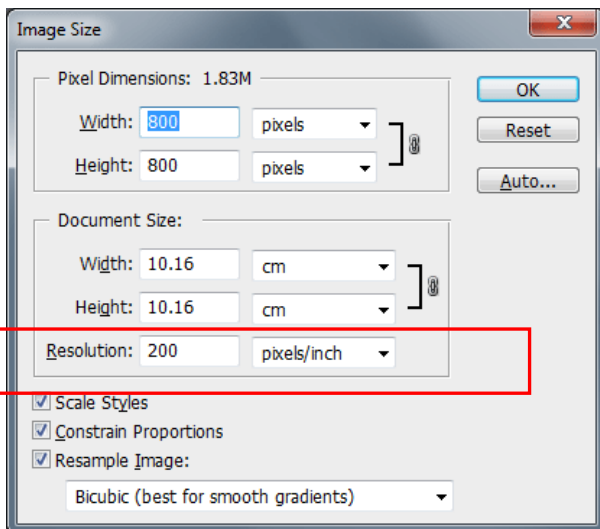 Image Size
Pixel Dimensions: 1.83M
OK
Width: 800 pixels
Reset
Height: 800 pixels
Auto...
Document Size:
Width: 10.16 cm
Height: 10.16 cm
Resolution: 200 pixels/inch
Scale Styles
Constrain Proportions
Resample Image:
Bicubic (best for smooth gradients)